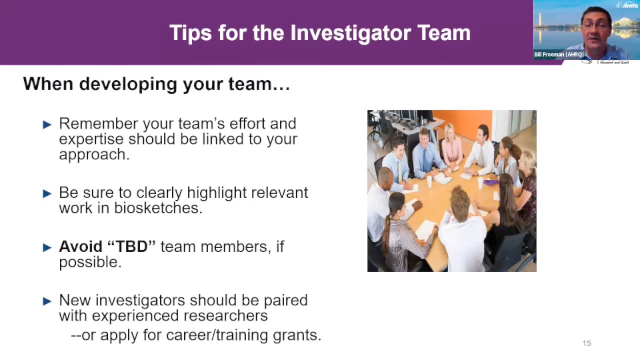 Tips for the Investigator Team
Bill Freeman (AHRQ)
When developing your team…
► Remember your team's effort and
expertise should be linked to your
approach.
► Be sure to clearly highlight relevant
work in biosketches.
► Avoid “TBD” team members, if
possible.
► New investigators should be paired
with experienced researchers
--or apply for career/training grants.
15